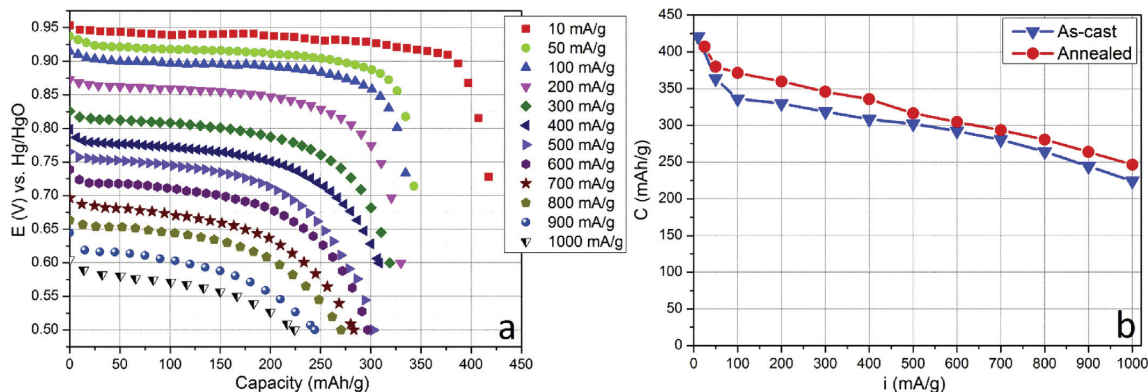 0.95
0.90
0.85
0.80
0.75
0.70
0.65
0.60
0.55
0.50
E (V) vs. Hg/HgO
0 50 100 150 200 250 300 350 400 450
Capacity (mAh/g)
a
10 mA/g
50 mA/g
100 mA/g
200 mA/g
300 mA/g
400 mA/g
500 mA/g
600 mA/g
700 mA/g
800 mA/g
900 mA/g
1000 mA/g
450
400
350
300
250
200
150
100
50
0
C (mAh/g)
As-cast
Annealed
0 100 200 300 400 500 600 700 800 900 1000
i (mA/g)
b